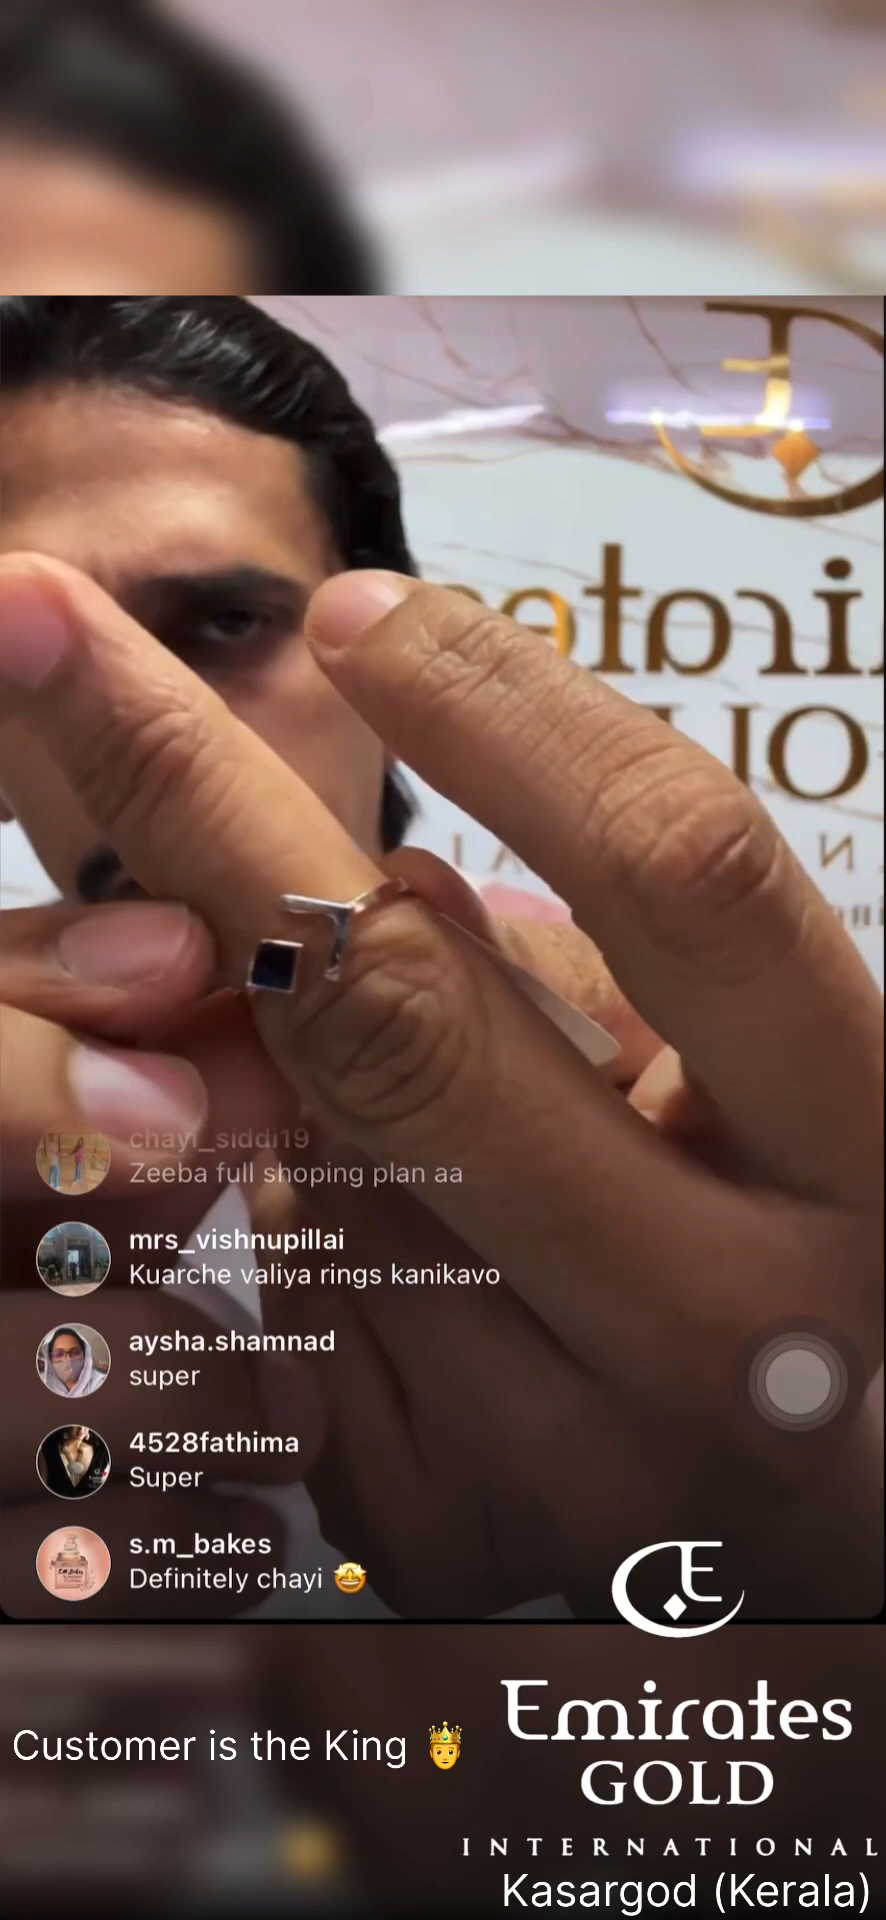 chayi_siddi19
Zeeba full shoping plan aa
mrs_vishnupillai
Kuarche valiya rings kanikavo
aysha.shamnad
super
4528fathima
Super
s.m_bakes
Definitely chayi 🤩
Customer is the King 🤴
Emirates
GOLD
INTERNATIONAL
Kasargod (Kerala)